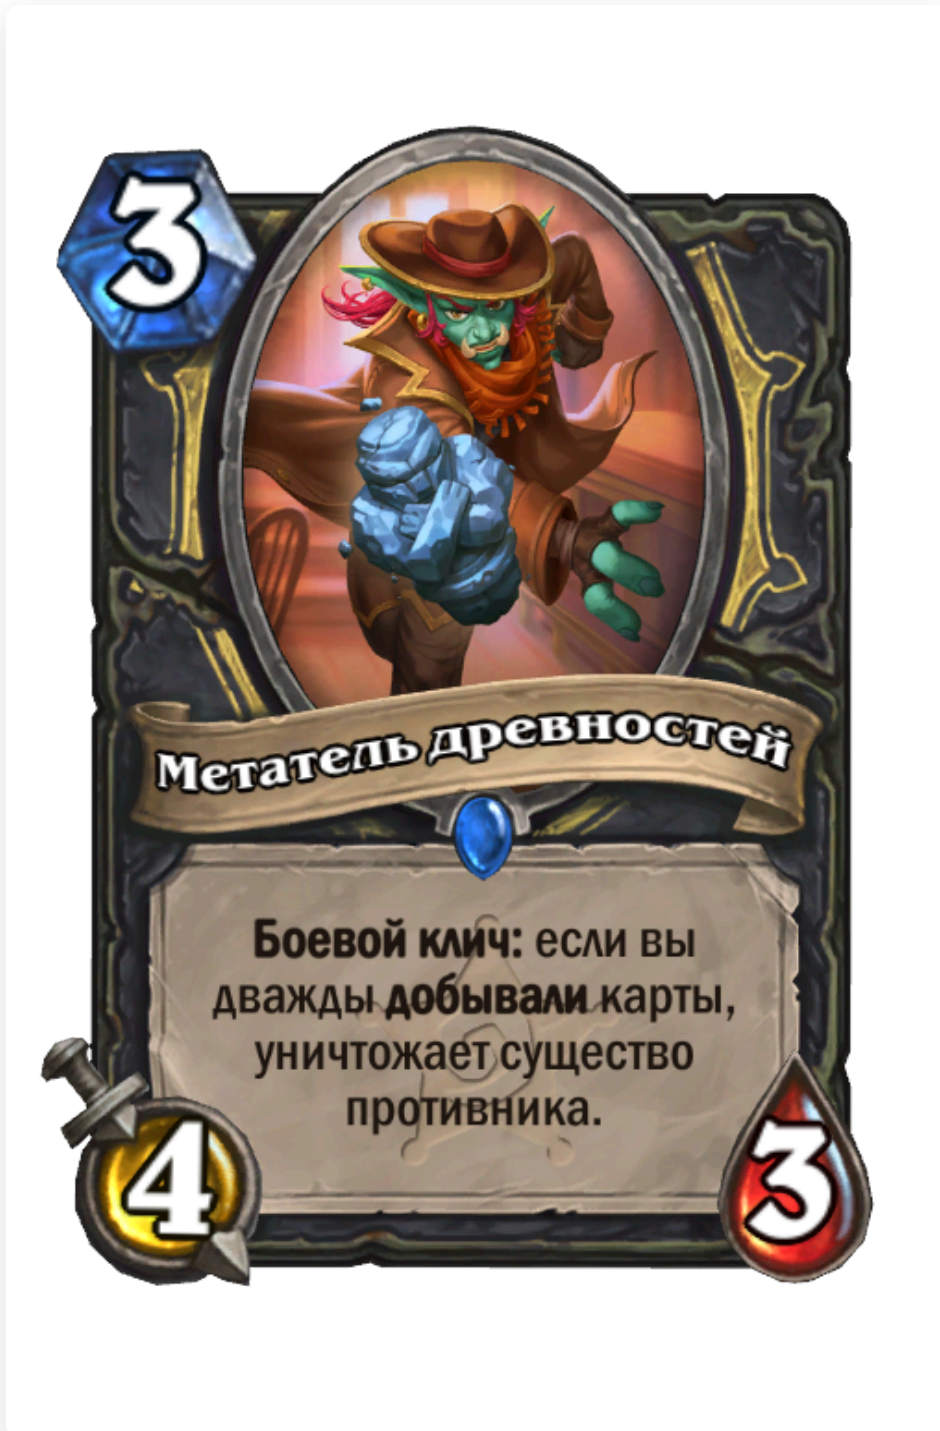 3
Метатель древностей
Боевой клич: если вы
дважды добывали карты,
уничтожает существо
противника.
4
3